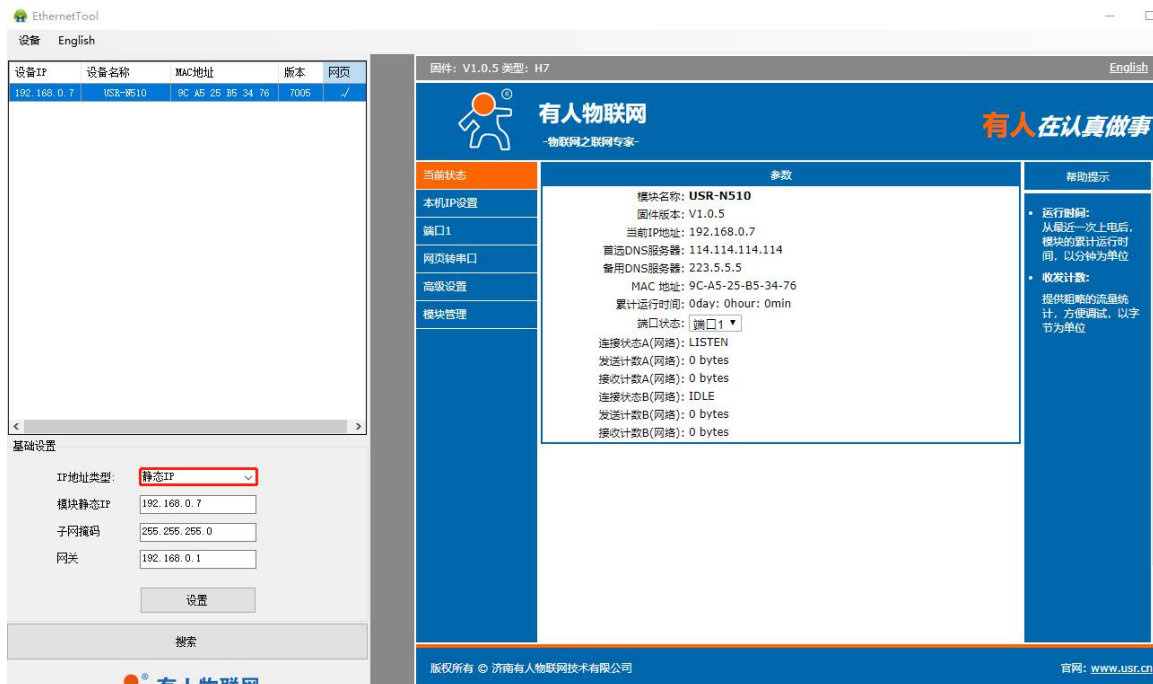 EthernetTool
设备 English
设备IP 设备名称 MAC地址 版本 网页
192.168.0.7 USR-N510 9C A5 25 B5 34 76 7005 √
基础设置
IP地址类型: 静态IP
模块静态IP 192.168.0.7
子网掩码 255.255.255.0
网关 192.168.0.1
设置
搜索
固件: V1.0.5 类型: H7 English
有人物联网
-物联网之联网专家-
有人在认真做事
当前状态
本机IP设置
端口1
网页转串口
高级设置
模块管理
参数
模块名称: USR-N510
固件版本: V1.0.5
当前IP地址: 192.168.0.7
首选DNS服务器: 114.114.114.114
备用DNS服务器: 223.5.5.5
MAC 地址: 9C-A5-25-B5-34-76
累计运行时间: 0day: 0hour: 0min
端口状态: 端口1
连接状态A(网络): LISTEN
发送计数A(网络): 0 bytes
接收计数A(网络): 0 bytes
连接状态B(网络): IDLE
发送计数B(网络): 0 bytes
接收计数B(网络): 0 bytes
帮助提示
• 运行时间:
从最近一次上电后,
模块的累计运行时
间, 以分钟为单位
• 收发计数:
提供粗略的流量统
计, 方便调试, 以字
节为单位
版权所有 © 济南有人物联网技术有限公司 官网: www.usr.cn